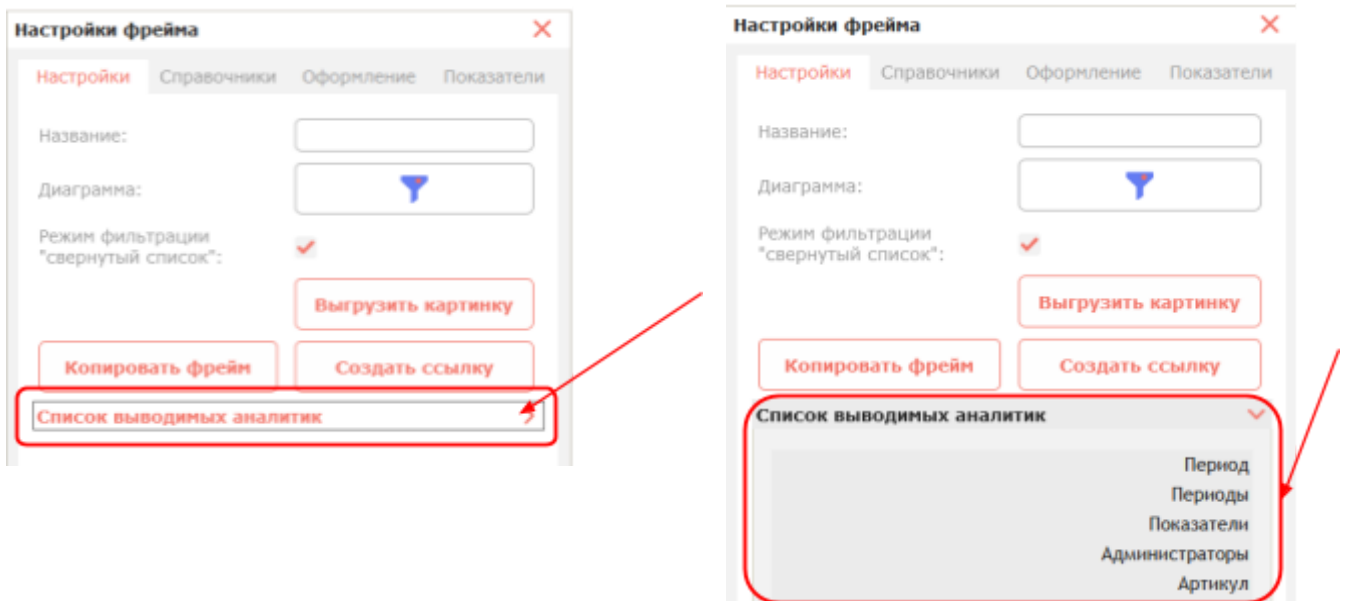 Настройки фрейма
Настройки Справочники Оформление Показатели
Название:
Диаграмма:
Режим фильтрации
"свернутый список":
Выгрузить картинку
Копировать фрейм Создать ссылку
Список выводимых аналитик
Настройки фрейма
Настройки Справочники Оформление Показатели
Название:
Диаграмма:
Режим фильтрации
"свернутый список":
Выгрузить картинку
Копировать фрейм Создать ссылку
Список выводимых аналитик
Период
Периоды
Показатели
Администраторы
Артикул